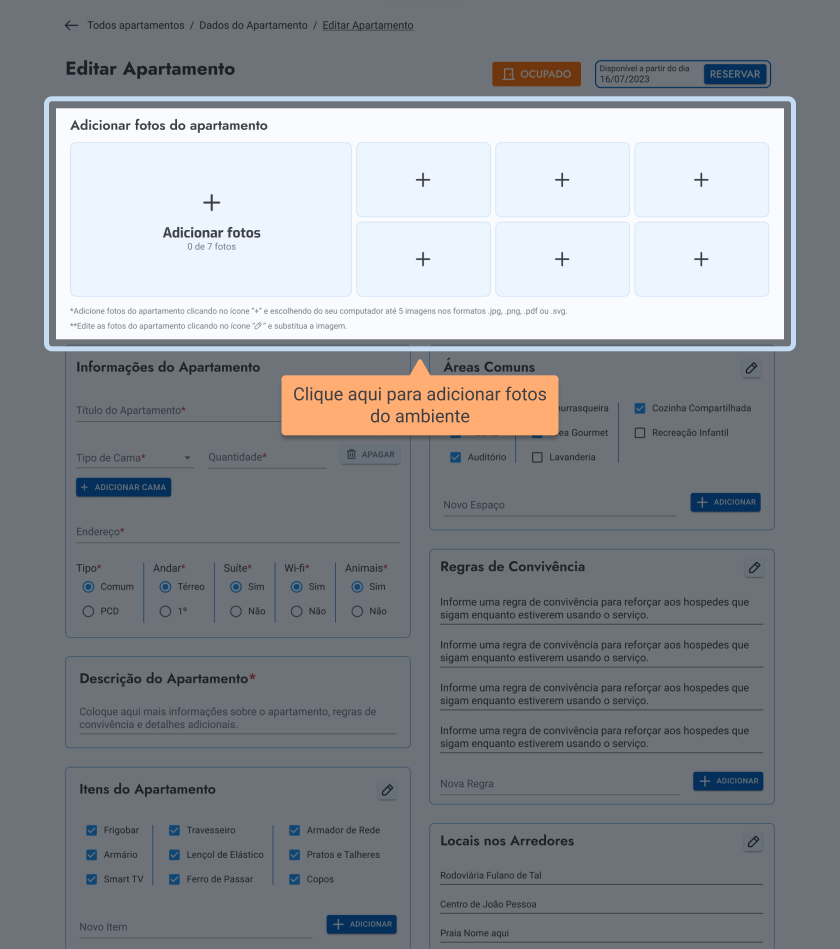 Todos apartamentos / Dados do Apartamento / Editar Apartamento
Editar Apartamento
OCUPADO
Disponível a partir do dia
16/07/2023
RESERVAR
Adicionar fotos do apartamento
+
Adicionar fotos
0 de 7 fotos
+ + +
+ + +
*Adicione fotos do apartamento clicando no ícone "+" e escolhendo do seu computador até 5 imagens nos formatos .jpg, .png, .pdf ou .svg.
**Edite as fotos do apartamento clicando no ícone " " e substitua a imagem.
Clique aqui para adicionar fotos
do ambiente
Informações do Apartamento
Título do Apartamento*
Tipo de Cama*
Quantidade*
APAGAR
+ ADICIONAR CAMA
Endereço*
Tipo* Andar* Suíte* Wi-fi* Animais*
Comum Térreo Sim Sim Sim
PCD 1º Não Não Não
Descrição do Apartamento*
Coloque aqui mais informações sobre o apartamento, regras de
convivência e detalhes adicionais.
Itens do Apartamento
Frigobar Travesseiro Armador de Rede
Armário Lençol de Elástico Pratos e Talheres
Smart TV Ferro de Passar Copos
Novo Item
+ ADICIONAR
Áreas Comuns
Cozinha Compartilhada
Gourmet Recreação Infantil
Auditório Lavanderia
Novo Espaço
+ ADICIONAR
Regras de Convivência
Informe uma regra de convivência para reforçar aos hospedes que
sigam enquanto estiverem usando o serviço.
Informe uma regra de convivência para reforçar aos hospedes que
sigam enquanto estiverem usando o serviço.
Informe uma regra de convivência para reforçar aos hospedes que
sigam enquanto estiverem usando o serviço.
Informe uma regra de convivência para reforçar aos hospedes que
sigam enquanto estiverem usando o serviço.
Nova Regra
+ ADICIONAR
Locais nos Arredores
Rodoviária Fulano de Tal
Centro de João Pessoa
Praia Nome aqui